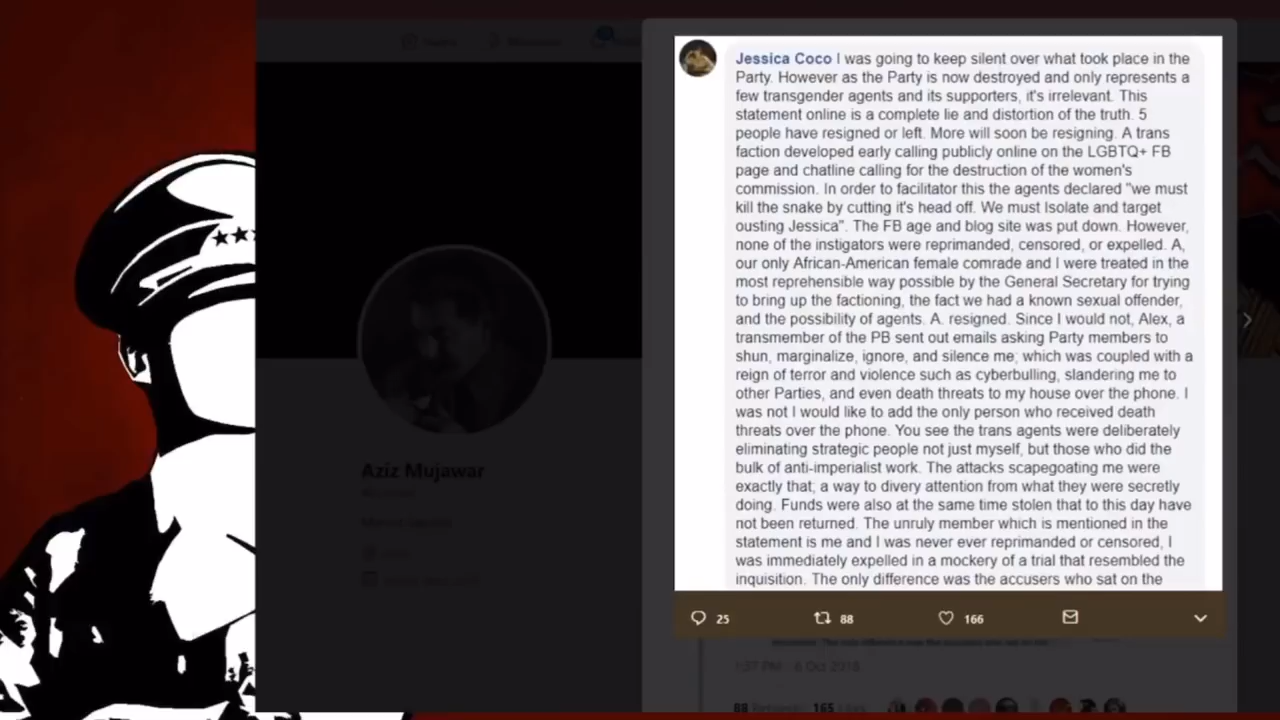 Jessica Coco I was going to keep silent over what took place in the
Party. However as the Party is now destroyed and only represents a
few transgender agents and its supporters, it's irrelevant. This
statement online is a complete lie and distortion of the truth. 5
people have resigned or left. More will soon be resigning. A trans
faction developed early calling publicly online on the LGBTQ+ FB
page and chatline calling for the destruction of the women's
commission. In order to facilitator this the agents declared "we must
kill the snake by cutting it's head off. We must Isolate and target
ousting Jessica". The FB age and blog site was put down. However,
none of the instigators were reprimanded, censored, or expelled. A,
our only African-American female comrade and I were treated in the
most reprehensible way possible by the General Secretary for trying
to bring up the factioning, the fact we had a known sexual offender,
and the possibility of agents. A. resigned. Since I would not, Alex, a
transmember of the PB sent out emails asking Party members to
shun, marginalize, ignore, and silence me; which was coupled with a
reign of terror and violence such as cyberbulling, slandering me to
other Parties, and even death threats to my house over the phone. I
was not I would like to add the only person who received death
threats over the phone. You see the trans agents were deliberately
eliminating strategic people not just myself, but those who did the
bulk of anti-imperialist work. The attacks scapegoating me were
exactly that; a way to divery attention from what they were secretly
doing. Funds were also at the same time stolen that to this day have
not been returned. The unruly member which is mentioned in the
statement is me and I was never ever reprimanded or censored, I
was immediately expelled in a mockery of a trial that resembled the
inquisition. The only difference was the accusers who sat on the
25 88 166
Aziz Mujawar
1:37 PM - 6 Oct 2018
88 Retweets 165 Likes